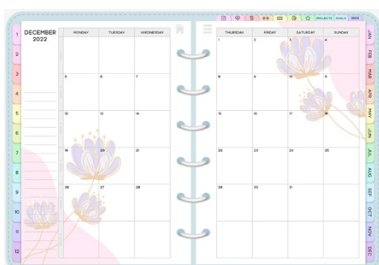 PROJECTS GOALS
DECEMBER
2022
MONDAY TUESDAY WEDNESDAY
THURSDAY FRIDAY SATURDAY SUNDAY
1 2 3 4
5 6 7
8 9 10 11
12 13 14
15 16 17 18
19 20 21
22 23 24 25
26 27 28
29 30 31
1
2
3
4
5
6
7
8
9
10
11
12
JAN
FEB
MAR
APR
MAY
JUN
JUL
AUG
SEP
OCT
NOV
DEC